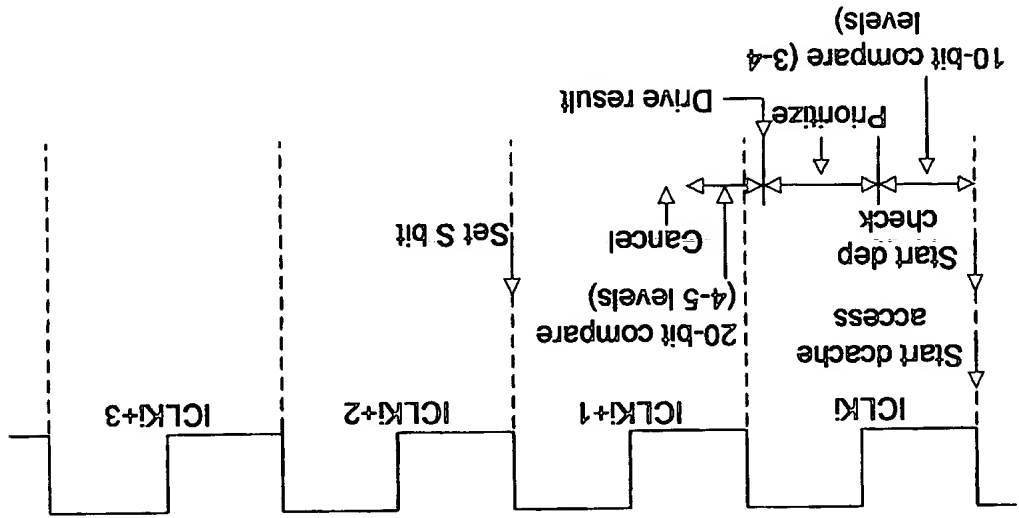 ICLKi
ICLKi+1
ICLKi+2
ICLKi+3
Start dcache
access
Start dep
check
20-bit compare
(4-5 levels)
Cancel
Set S bit
10-bit compare (3-4
levels)
Prioritize
Drive result